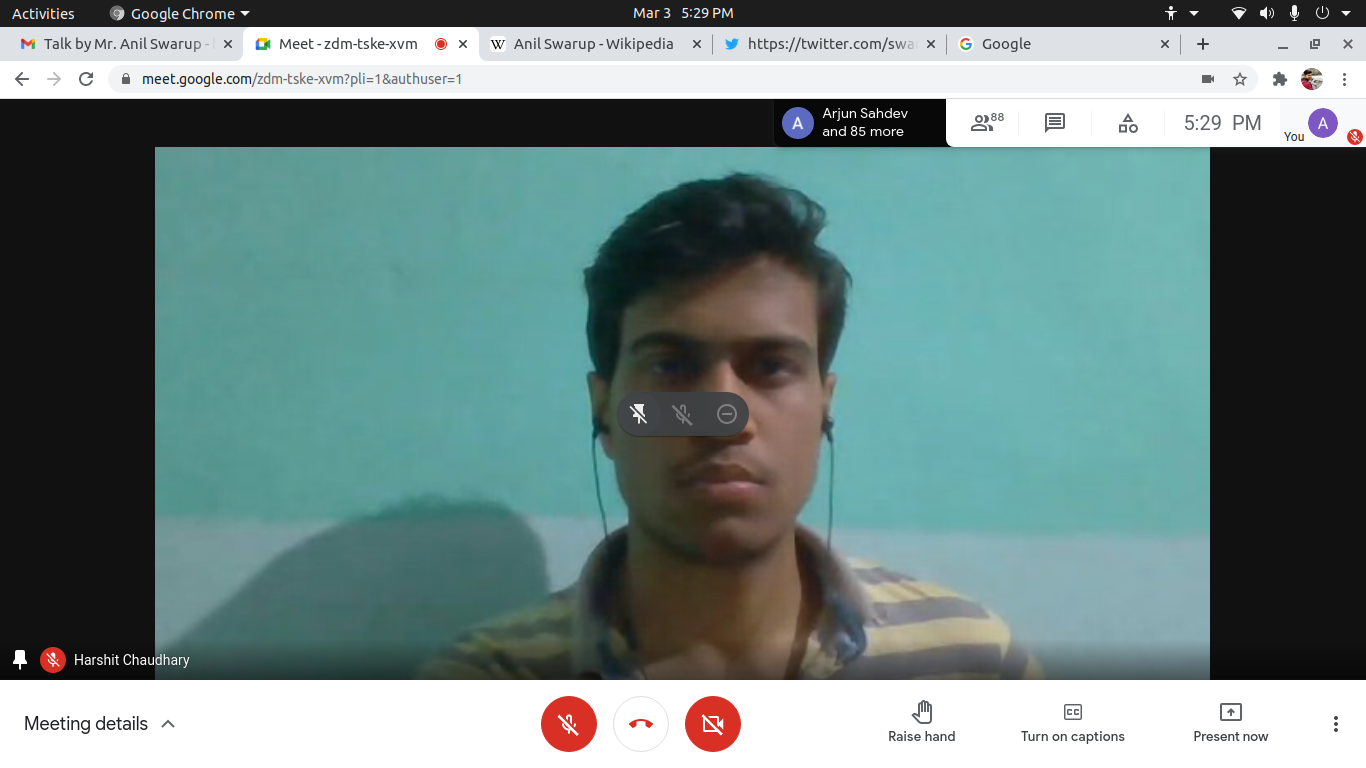 Activities
Google Chrome
Mar 3 5:29 PM
Talk by Mr. Anil Swarup -
Meet - zdm-tske-xvm
W
Anil Swarup - Wikipedia
https://twitter.com/swa
Google
meet.google.com/zdm-tske-xvm?pli=1&authuser=1
A
Arjun Sahdev
and 85 more
88
5:29 PM
You
A
Harshit Chaudhary
Meeting details
Raise hand
CC
Turn on captions
Present now